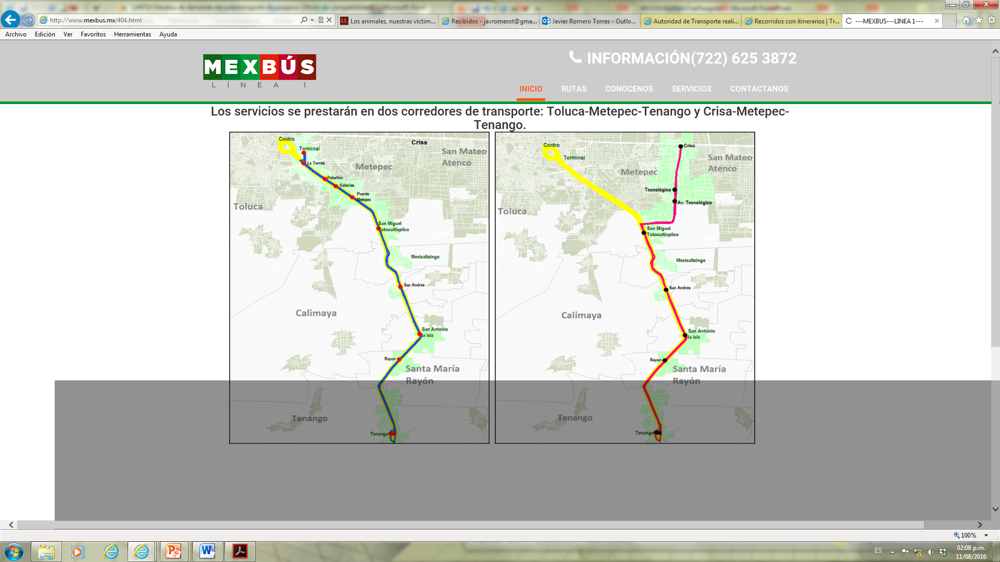 http://www.mexbus.mx/404.html
Los animales, nuestras víctim...
Recibidos - javromerot@gma...
Javier Romero Torres - Outlo...
Autoridad de Transporte reali...
Recorridos con itinerarios | Tr...
---MEXBUS---LINEA 1---
Archivo Edición Ver Favoritos Herramientas Ayuda
MEXBÚS
LÍNEA 1
INFORMACIÓN(722) 625 3872
INICIO RUTAS CONOCENOS SERVICIOS CONTACTANOS
Los servicios se prestarán en dos corredores de transporte: Toluca-Metepec-Tenango y Crisa-Metepec-
Tenango.
Centro
Crisa
Terminal
San Mateo
Atenco
La Torres
Metepec
Pabellon
Galerias
Puente
Metepec
Toluca
San Miguel
Totocuitlapilco
Mexicaltzingo
San Andres
Calimaya
San Antonio
la Isla
Rayon
Santa María
Rayón
Tenango
Tenango
Centro
Crisa
Terminal
San Mateo
Atenco
Metepec
Tecnológico
Av. Tecnológico
Toluca
San Miguel
Totocuitlapilco
Mexicaltzingo
San Andres
Calimaya
San Antonio
la Isla
Rayon
Santa María
Rayón
Tenango
Tenango
100%
ES
02:08 p.m.
11/08/2016